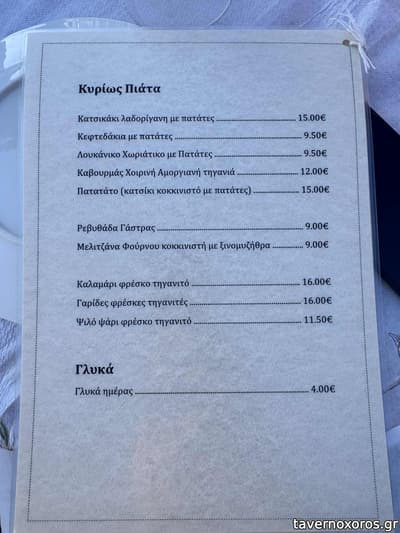 Κυρίως Πιάτα
Κατσικάκι λαδορίγανη με πατάτες 15.00€
Κεφτεδάκια με πατάτες 9.50€
Λουκάνικο Χωριάτικο με Πατάτες 9.50€
Καβουρμάς Χοιρινή Αμοργιανή τηγανιά 12.00€
Πατατάτο (κατσίκι κοκκινιστό με πατάτες) 15.00€
Ρεβυθάδα Γάστρας 9.00€
Μελιτζάνα Φούρνου κοκκινιστή με ξινομυζήθρα 9.00€
Καλαμάρι φρέσκο τηγανιτό 16.00€
Γαρίδες φρέσκες τηγανιτές 16.00€
Ψιλό ψάρι φρέσκο τηγανιτό 11.50€
Γλυκά
Γλυκά ημέρας 4.00€
tavernoxoros.gr